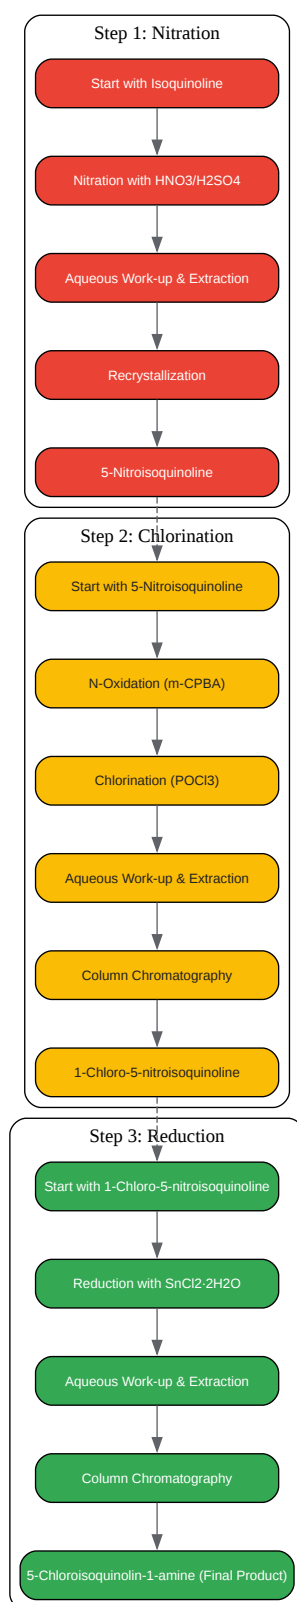 Step 1: Nitration
Start with Isoquinoline
Nitration with HNO3/H2SO4
Aqueous Work-up & Extraction
Recrystallization
5-Nitroisoquinoline
Step 2: Chlorination
Start with 5-Nitroisoquinoline
N-Oxidation (m-CPBA)
Chlorination (POCl3)
Aqueous Work-up & Extraction
Column Chromatography
1-Chloro-5-nitroisoquinoline
Step 3: Reduction
Start with 1-Chloro-5-nitroisoquinoline
Reduction with SnCl2·2H2O
Aqueous Work-up & Extraction
Column Chromatography
5-Chloroisoquinolin-1-amine (Final Product)